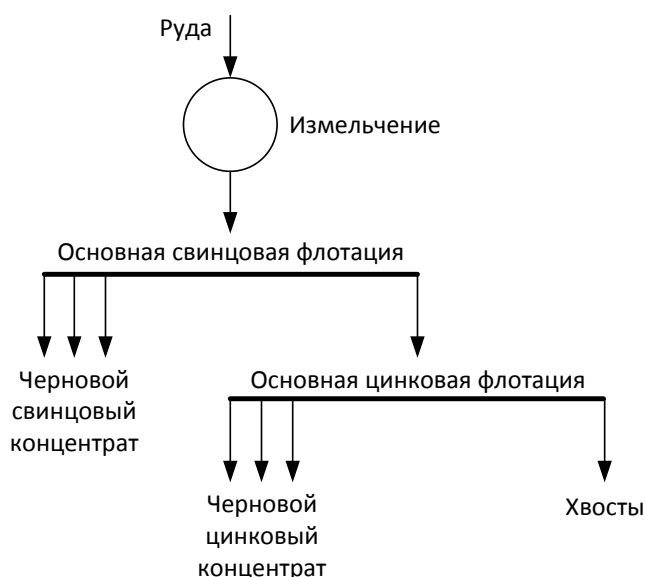 Руда
Измельчение
Основная свинцовая флотация
Черновой
свинцовый
концентрат
Основная цинковая флотация
Черновой
цинковый
концентрат
Хвосты